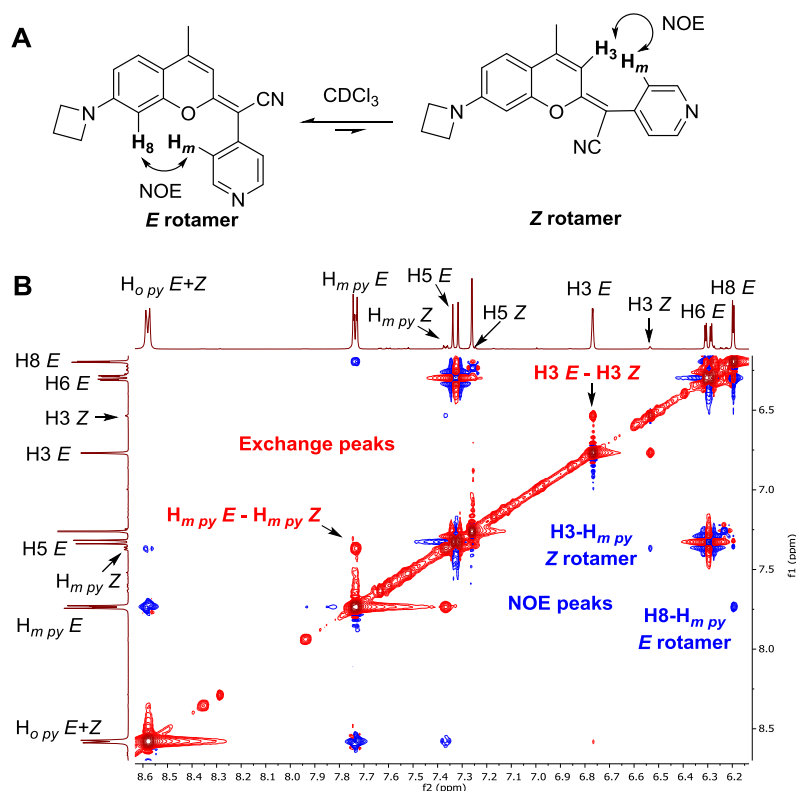 A
NOE
H3
Hm
CN
CDCl3
N
O
N
H8
Hm
N
O
NC
NOE
N
E rotamer
Z rotamer
B
Ho py E+Z
Hm py E
H5 E
Hm py Z
H5 Z
H3 E
H3 Z
H6 E
H8 E
H8 E
H6 E
H3 Z
H3 E
H5 E
Hm py Z
Hm py E
Ho py E+Z
H3 E - H3 Z
Exchange peaks
Hm py E - Hm py Z
H3-Hm py
Z rotamer
NOE peaks
H8-Hm py
E rotamer
6.5
7.0
7.5
8.0
8.5
f1 (ppm)
8.6 8.5 8.4 8.3 8.2 8.1 8.0 7.9 7.8 7.7 7.6 7.5 7.4 7.3 7.2 7.1 7.0 6.9 6.8 6.7 6.6 6.5 6.4 6.3 6.2
f2 (ppm)